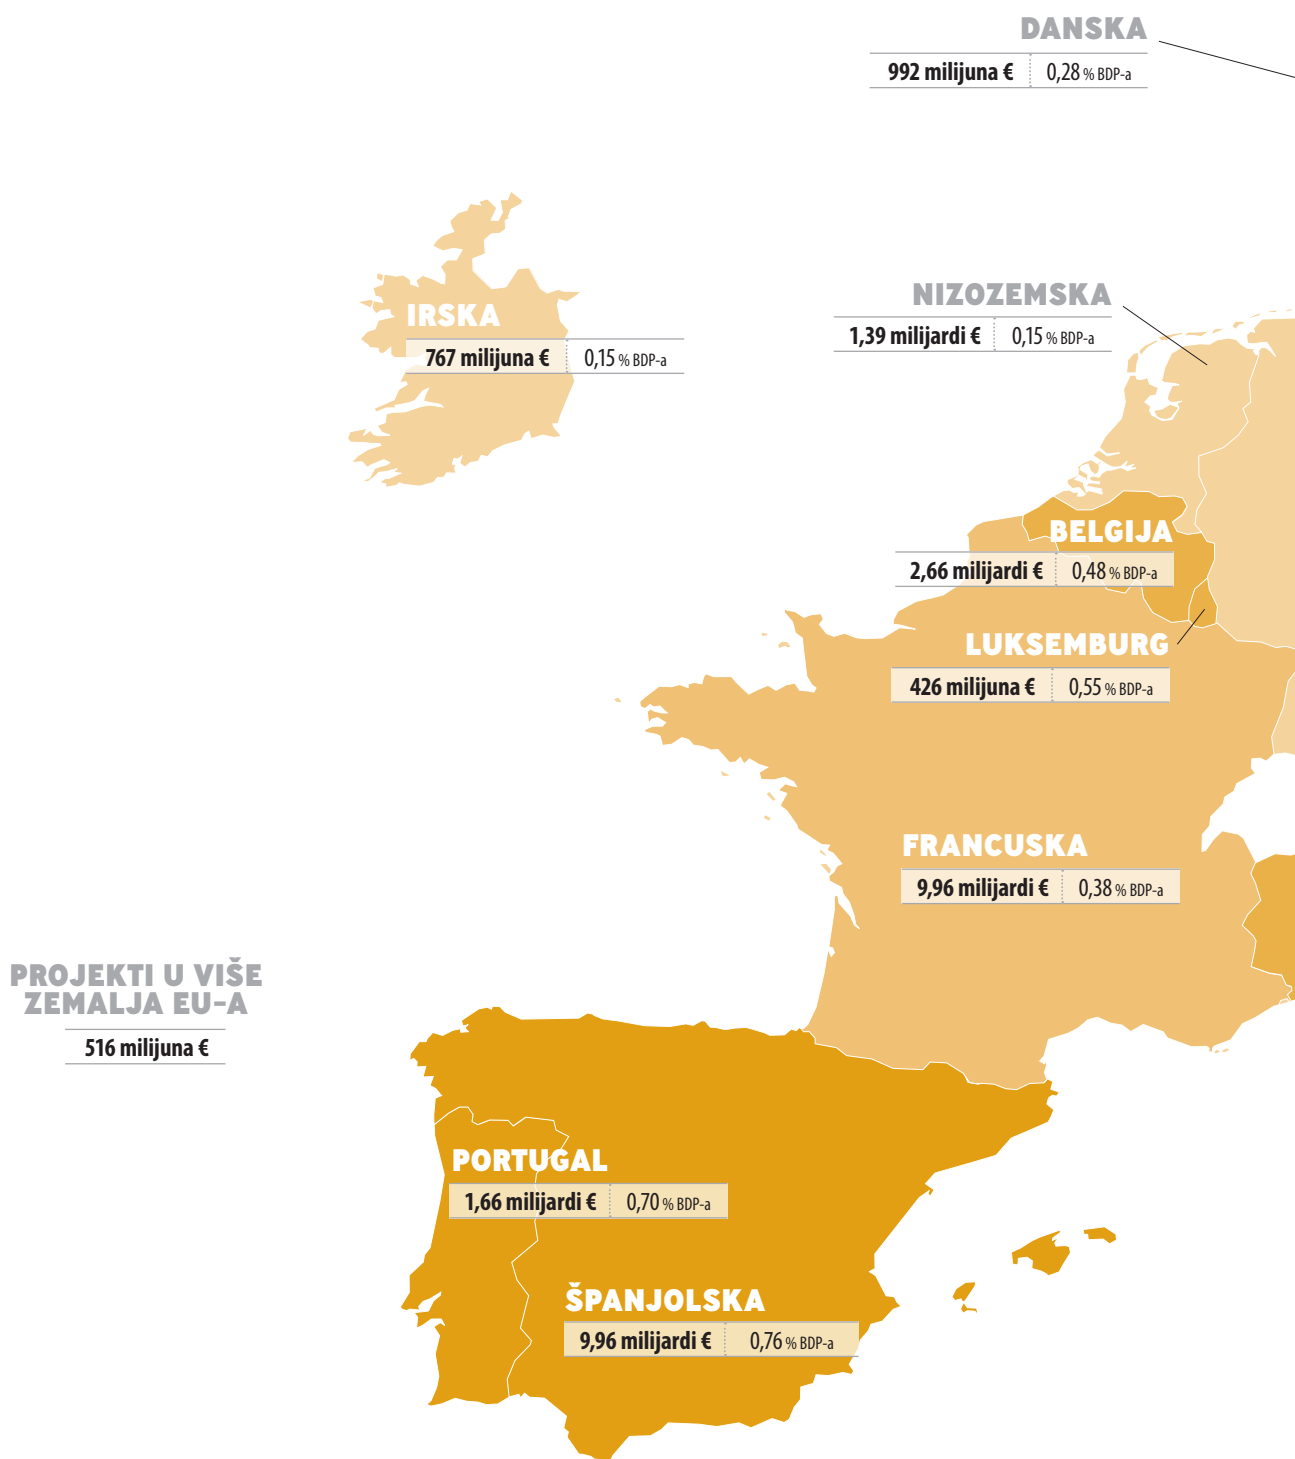 DANSKA
992 milijuna € 0,28 % BDP-a
NIZOZEMSKA
1,39 milijardi € 0,15 % BDP-a
IRSKA
767 milijuna € 0,15 % BDP-a
BELGIJA
2,66 milijardi € 0,48 % BDP-a
LUKSEMBURG
426 milijuna € 0,55 % BDP-a
FRANCUSKA
9,96 milijardi € 0,38 % BDP-a
PROJEKTI U VIŠE
ZEMALJA EU-A
516 milijuna €
PORTUGAL
1,66 milijardi € 0,70 % BDP-a
ŠPANJOLSKA
9,96 milijardi € 0,76 % BDP-a